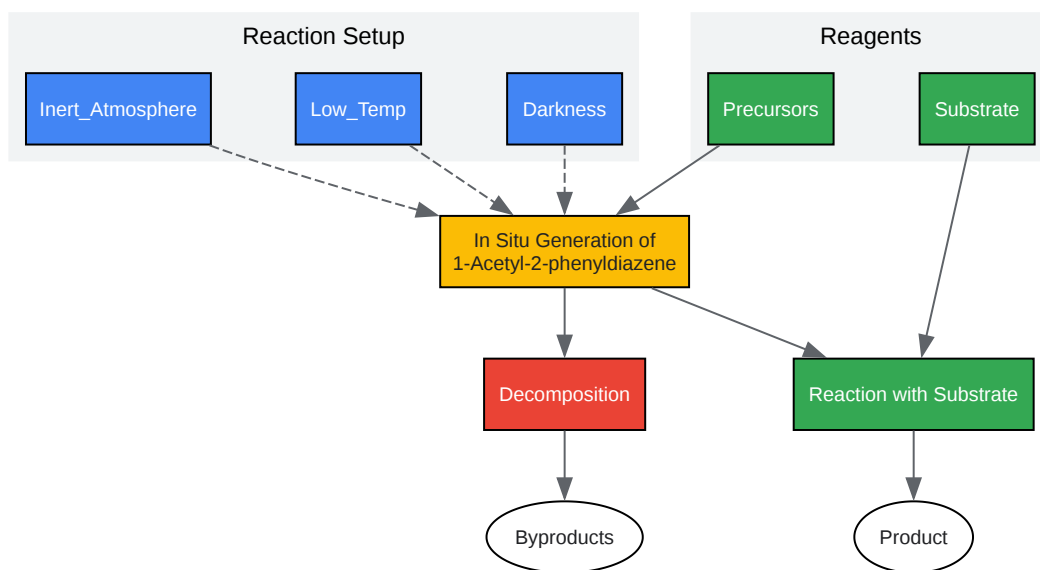 Reaction Setup
Reagents
Inert_Atmosphere
Low_Temp
Darkness
Precursors
Substrate
In Situ Generation of
1-Acetyl-2-phenyldiazene
Decomposition
Reaction with Substrate
Byproducts
Product